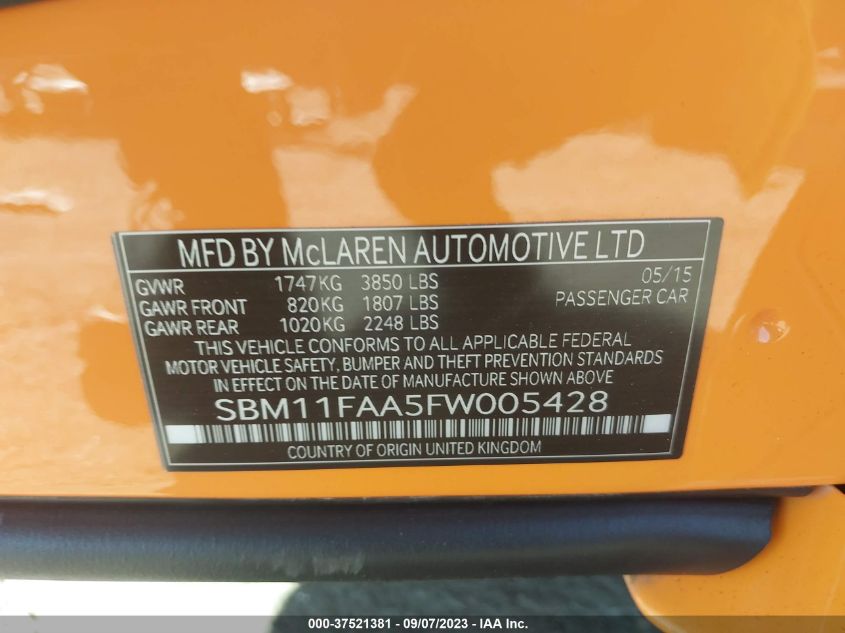 MFD BY McLAREN AUTOMOTIVE LTD
GVWR 1747KG 3850 LBS 05/15
GAWR FRONT 820KG 1807 LBS PASSENGER CAR
GAWR REAR 1020KG 2248 LBS
THIS VEHICLE CONFORMS TO ALL APPLICABLE FEDERAL
MOTOR VEHICLE SAFETY, BUMPER AND THEFT PREVENTION STANDARDS
IN EFFECT ON THE DATE OF MANUFACTURE SHOWN ABOVE.
SBM11FAA5FW005428
COUNTRY OF ORIGIN UNITED KINGDOM
000-37521381 - 09/07/2023 - IAA Inc.